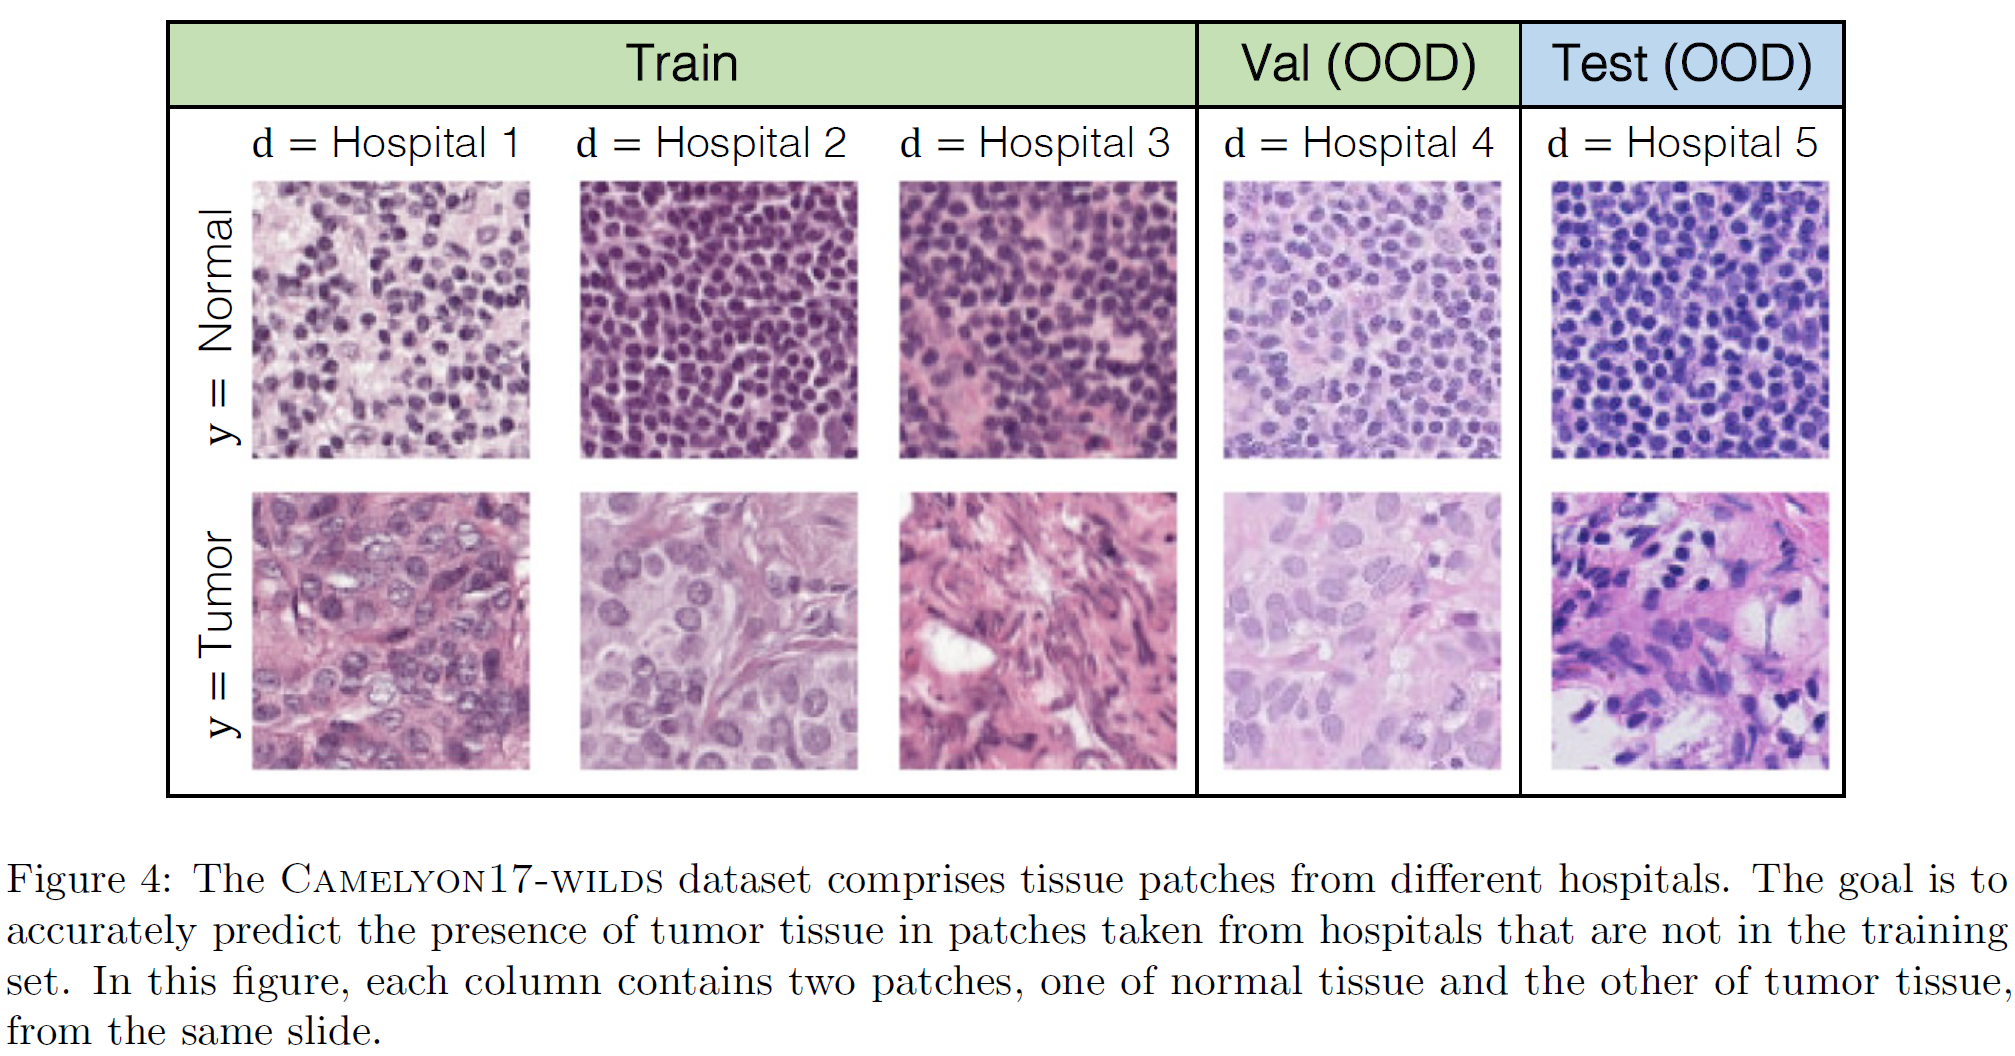 Train
Val (OOD)
Test (OOD)
d = Hospital 1
d = Hospital 2
d = Hospital 3
d = Hospital 4
d = Hospital 5
y = Normal
y = Tumor
Figure 4: The Camelyon17-wilds dataset comprises tissue patches from different hospitals. The goal is to
accurately predict the presence of tumor tissue in patches taken from hospitals that are not in the training
set. In this figure, each column contains two patches, one of normal tissue and the other of tumor tissue,
from the same slide.